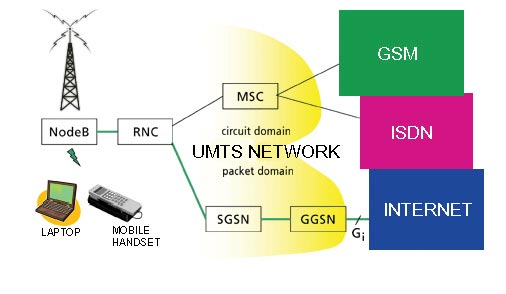 GSM
MSC
NodeB
RNC
circuit domain
ISDN
UMTS NETWORK
packet domain
SGSN
GGSN
Gi
INTERNET
LAPTOP
MOBILE
HANDSET